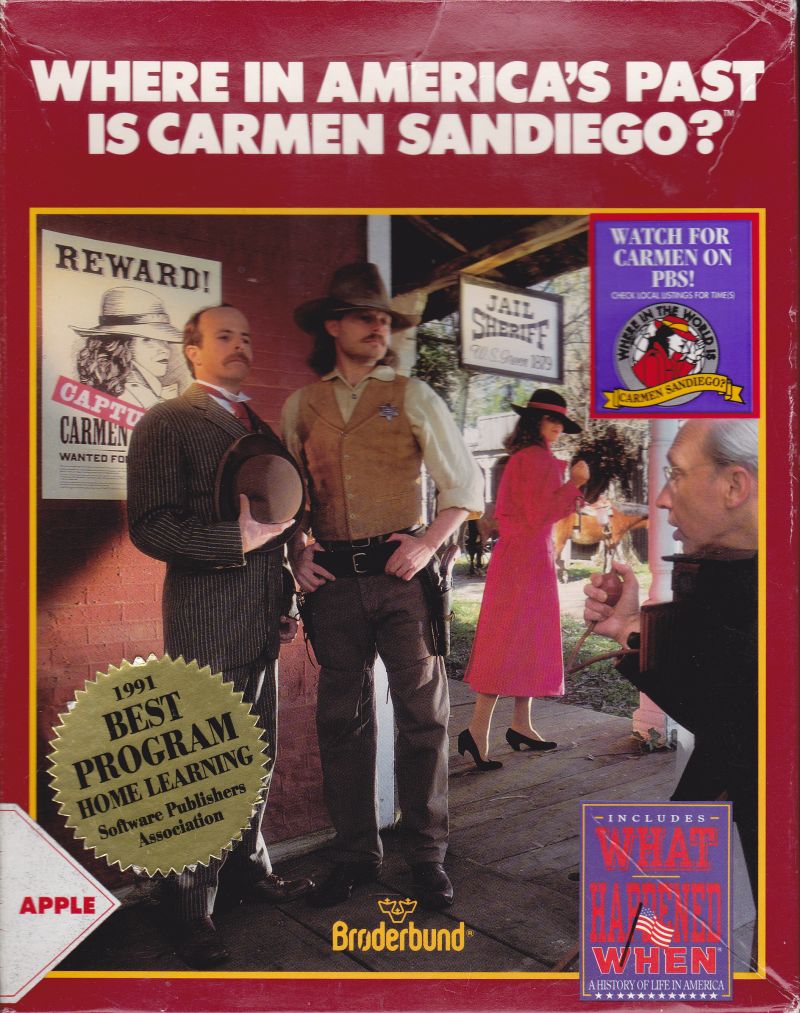 WHERE IN AMERICA'S PAST
IS CARMEN SANDIEGO?™
REWARD!
CAPTU
CARMEN
WANTED FO
JAIL
SHERIFF
U.S. Green 1879
WATCH FOR
CARMEN ON
PBS!
CHECK LOCAL LISTINGS FOR TIME(S)
WHERE IN THE WORLD IS
CARMEN SANDIEGO?
1991
BEST
PROGRAM
HOME LEARNING
Software Publishers
Association
APPLE
Brøderbund®
INCLUDES
WHAT
HAPPENED
WHEN
A HISTORY OF LIFE IN AMERICA